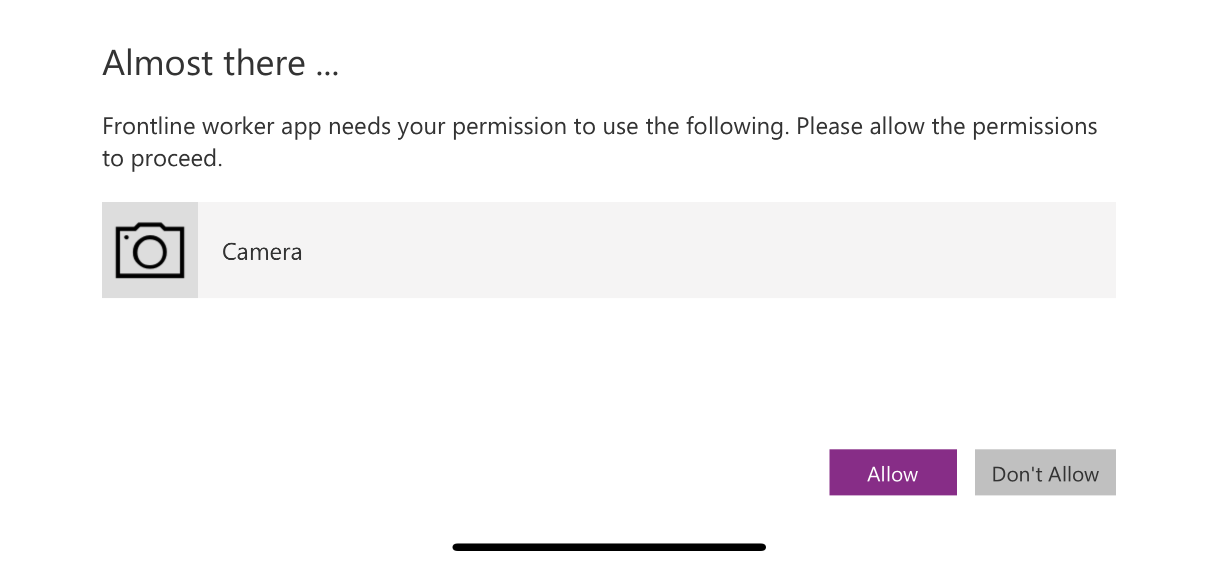 Almost there ...
Frontline worker app needs your permission to use the following. Please allow the permissions
to proceed.
Camera
Allow
Don't Allow